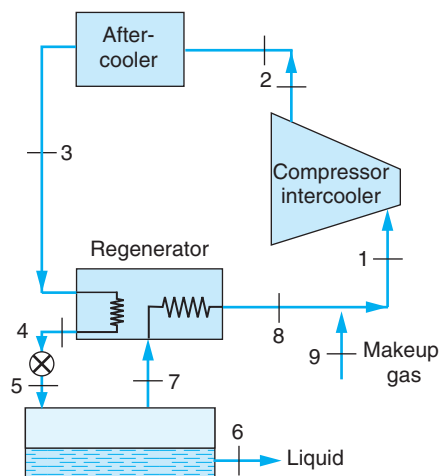 After-
cooler
2
3
Compressor
intercooler
1
Regenerator
4
8
9
Makeup
gas
5
7
6
Liquid